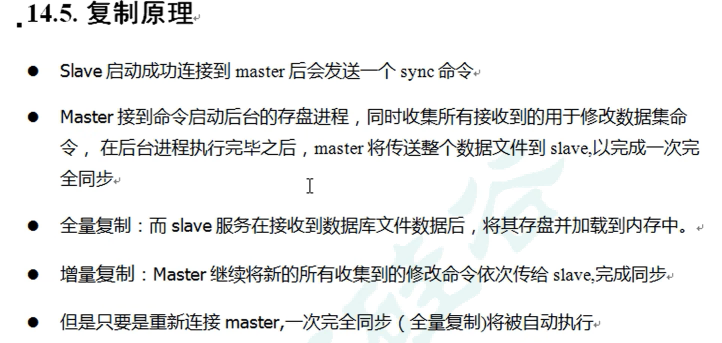 14.5. 复制原理
● Slave 启动成功连接到 master 后会发送一个 sync 命令
● Master 接到命令启动后台的存盘进程，同时收集所有接收到的用于修改数据集命
令， 在后台进程执行完毕之后，master 将传送整个数据文件到 slave,以完成一次完
全同步
● 全量复制：而 slave 服务在接收到数据库文件数据后，将其存盘并加载到内存中。
● 增量复制：Master 继续将新的所有收集到的修改命令依次传给 slave,完成同步
● 但是只要是重新连接 master,一次完全同步（全量复制)将被自动执行